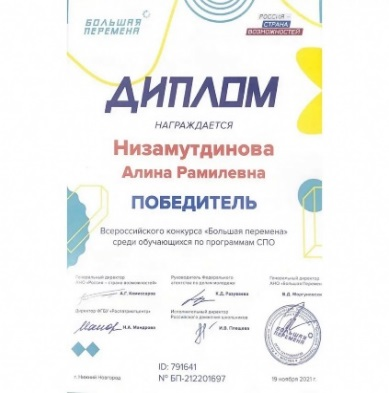 БОЛЬШАЯ
ПЕРЕМЕНА
РОССИЯ –
СТРАНА
ВОЗМОЖНОСТЕЙ
ДИПЛОМ
НАГРАЖДАЕТСЯ
Низамутдинова
Алина Рамилевна
ПОБЕДИТЕЛЬ
Всероссийского конкурса «Большая перемена»
среди обучающихся по программам СПО
Генеральный директор
АНО «Россия – страна возможностей»
А.Г. Комиссаров
Руководитель Федерального
агентства по делам молодежи
К.Д. Разуваева
Генеральный директор
АНО «Большая Перемена»
Директор ФГБУ «Росдетцентр»
Исполнительный директор
Российского движения школьников
И.В. Плещева
БОЛЬШАЯ
ПЕРЕМЕНА
ID: 791641
№ БП-212201697
г. Нижний Новгород
19 ноября 2021 г.